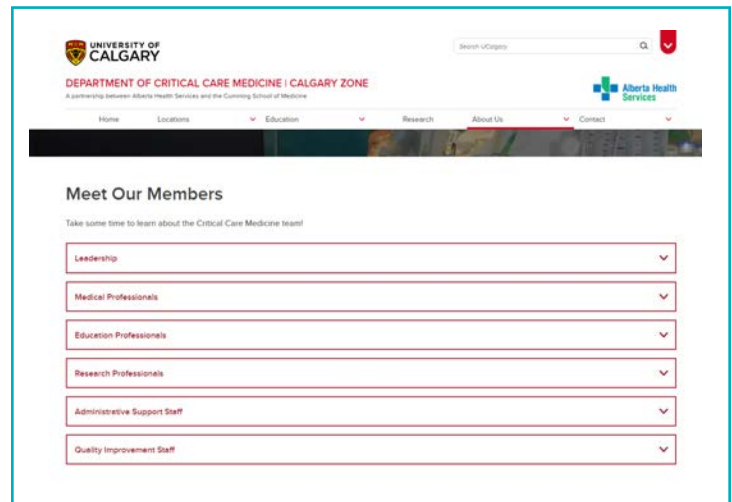 UNIVERSITY OF
CALGARY
Search UCalgary
DEPARTMENT OF CRITICAL CARE MEDICINE | CALGARY ZONE
A partnership between Alberta Health Services and the Cumming School of Medicine
Alberta Health
Services
Home Locations Education Research About Us Contact
Meet Our Members
Take some time to learn about the Critical Care Medicine team!
Leadership
Medical Professionals
Education Professionals
Research Professionals
Administrative Support Staff
Quality Improvement Staff